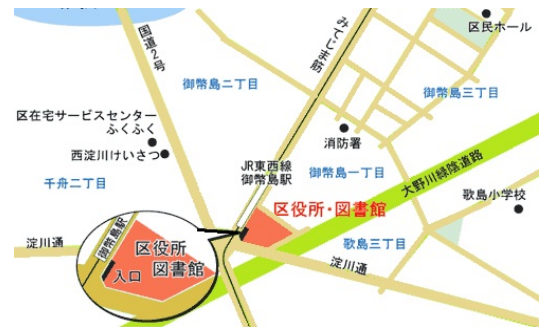 国道2号
みてじま筋
区民ホール
御幣島二丁目
御幣島三丁目
区在宅サービスセンター
ふくふく
西淀川けいさつ
消防署
JR東西線
御幣島駅
御幣島一丁目
大野川緑陰道路
千舟二丁目
歌島小学校
区役所・図書館
御幣島駅
区役所
図書館
入口
歌島三丁目
淀川通
淀川通